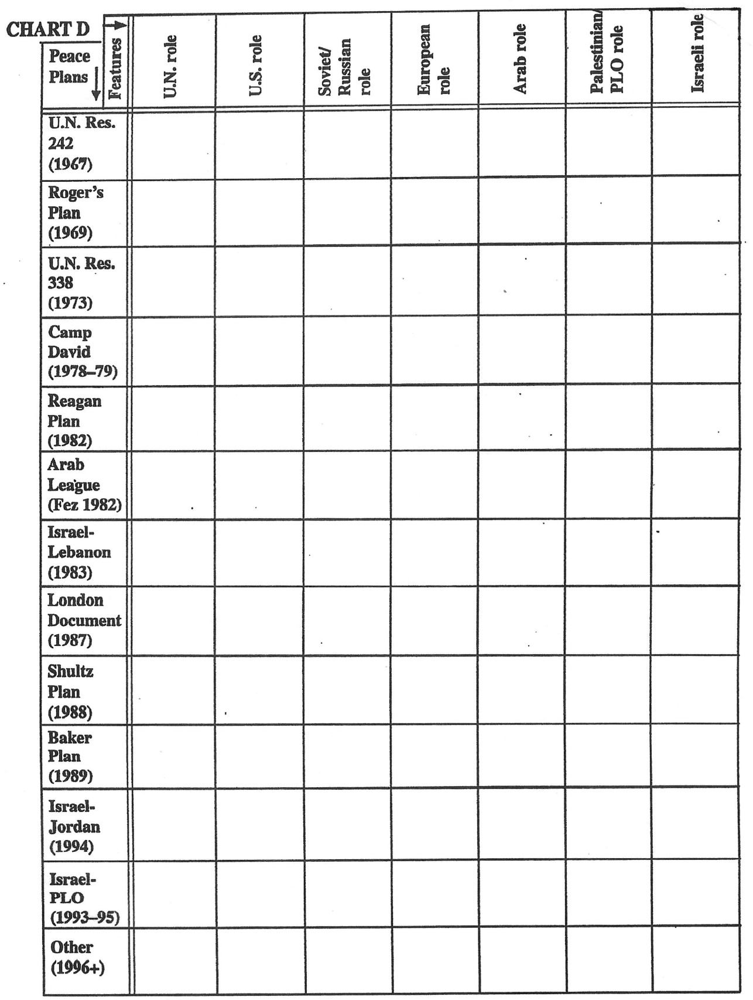 CHART D
Peace
Plans
Features
U.N. role
U.S. role
Soviet/
Russian
role
European
role
Arab role
Palestinian/
PLO role
Israeli role
U.N. Res.
242
(1967)
Roger's
Plan
(1969)
U.N. Res.
338
(1973)
Camp
David
(1978–79)
Reagan
Plan
(1982)
Arab
League
(Fez 1982)
Israel-
Lebanon
(1983)
London
Document
(1987)
Shultz
Plan
(1988)
Baker
Plan
(1989)
Israel-
Jordan
(1994)
Israel-
PLO
(1993–95)
Other
(1996+)